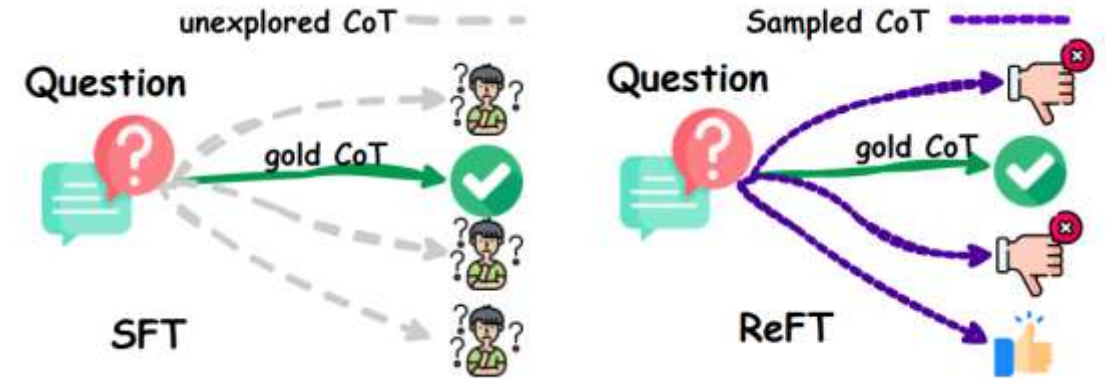 unexplored CoT
Question
gold CoT
SFT
Sampled CoT
Question
gold CoT
ReFT